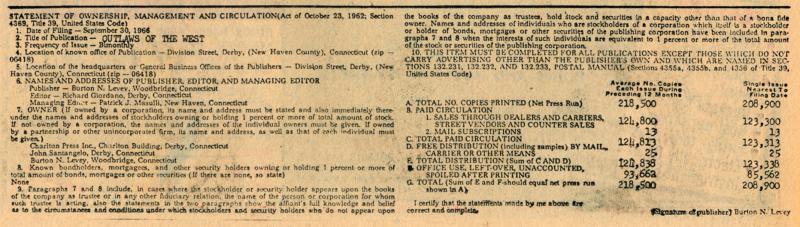 STATEMENT OF OWNERSHIP, MANAGEMENT AND CIRCULATION(Act of October 23, 1962; Section
4369, Title 39, United States Code)
1. Date of Filing — September 30, 1966
2. Title of Publication — OUTLAWS OF THE WEST
3. Frequency of Issue — Bimonthly
4. Location of known office of Publication — Division Street, Derby, (New Haven County), Connecticut (zip —
06418)
5. Location of the headquarters or General Business Offices of the Publishers — Division Street, Derby, (New
Haven County), Connecticut (zip — 06418)
6. NAMES AND ADDRESSES OF PUBLISHER, EDITOR, AND MANAGING EDITOR
Publisher — Burton N. Levey, Woodbridge, Connecticut
Editor — Richard Giordano, Derby, Connecticut
Managing Editor — Patrick J. Masulli, New Haven, Connecticut
7. OWNER (If owned by a corporation, its name and address must be stated and also immediately there-
under the names and addresses of stockholders owning or holding 1 percent or more of total amount of stock.
If not owned by a corporation, the names and addresses of the individual owners must be given. If owned
by a partnership or other unincorporated firm, its name and address, as well as that of each individual must
be given.)
Charlton Press Inc., Charlton Building, Derby, Connecticut
John Santangelo, Derby, Connecticut
Burton N. Levey, Woodbridge, Connecticut
8. Known bondholders, mortgagees, and other security holders owning or holding 1 percent or more of
total amount of bonds, mortgages or other securities (If there are none, so state)
None
9. Paragraphs 7 and 8 include, in cases where the stockholder or security holder appears upon the books
of the company as trustee or in any other fiduciary relation, the name of the person or corporation for whom
such trustee is acting, also the statements in the two paragraphs show the affiant's full knowledge and belief
as to the circumstances and conditions under which stockholders and security holders who do not appear upon
the books of the company as trustees, hold stock and securities in a capacity other than that of a bona fide
owner. Names and addresses of individuals who are stockholders of a corporation which itself is a stockholder
or holder of bonds, mortgages or other securities of the publishing corporation have been included in para-
graphs 7 and 8 when the interests of such individuals are equivalent to 1 percent or more of the total amount
of the stock or securities of the publishing corporation.
10. THIS ITEM MUST BE COMPLETED FOR ALL PUBLICATIONS EXCEPT THOSE WHICH DO NOT
CARRY ADVERTISING OTHER THAN THE PUBLISHER'S OWN AND WHICH ARE NAMED IN SEC-
TIONS 132.231, 132.232, AND 132.233, POSTAL MANUAL (Sections 4355a, 4355b, and 4356 of Title 39,
United States Code)
Average No. Copies Each Issue During Preceding 12 Months
Single Issue Nearest To Filing Date
A. TOTAL NO. COPIES PRINTED (Net Press Run) 218,500 208,900
B. PAID CIRCULATION
1. SALES THROUGH DEALERS AND CARRIERS,
STREET VENDORS AND COUNTER SALES 124,800 123,300
2. MAIL SUBSCRIPTIONS 13 13
C. TOTAL PAID CIRCULATION 124,813 123,313
D. FREE DISTRIBUTION (including samples) BY MAIL,
CARRIER OR OTHER MEANS 25 25
E. TOTAL DISTRIBUTION (Sum of C AND D) 124,838 123,338
F. OFFICE USE, LEFT-OVER, UNACCOUNTED,
SPOILED AFTER PRINTING 93,662 85,562
G. TOTAL (Sum of E and F—should equal net press run
shown in A) 218,500 208,900
I certify that the statements made by me above are
correct and complete. (Signature of publisher) Burton N. Levey